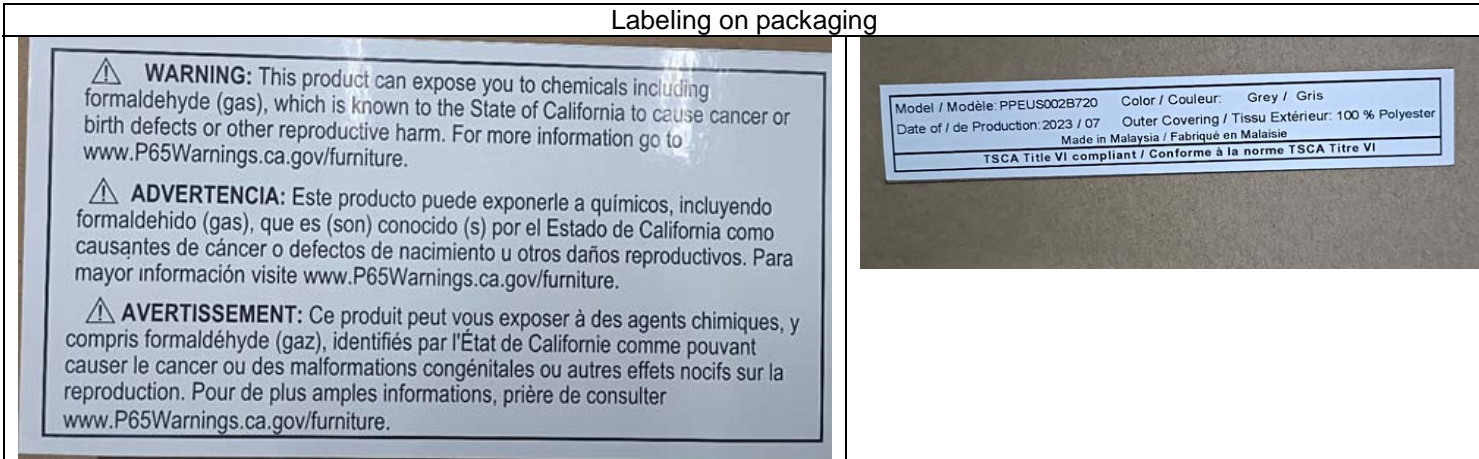 Labeling on packaging
⚠ WARNING: This product can expose you to chemicals including
formaldehyde (gas), which is known to the State of California to cause cancer or
birth defects or other reproductive harm. For more information go to
www.P65Warnings.ca.gov/furniture.
⚠ ADVERTENCIA: Este producto puede exponerle a químicos, incluyendo
formaldehido (gas), que es (son) conocido (s) por el Estado de California como
causantes de cáncer o defectos de nacimiento u otros daños reproductivos. Para
mayor información visite www.P65Warnings.ca.gov/furniture.
⚠ AVERTISSEMENT: Ce produit peut vous exposer à des agents chimiques, y
compris formaldéhyde (gaz), identifiés par l'État de Californie comme pouvant
causer le cancer ou des malformations congénitales ou autres effets nocifs sur la
reproduction. Pour de plus amples informations, prière de consulter
www.P65Warnings.ca.gov/furniture.
Model / Modèle: PPEUS002B720 Color / Couleur: Grey / Gris
Date of / de Production: 2023 / 07 Outer Covering / Tissu Extérieur: 100 % Polyester
Made in Malaysia / Fabriqué en Malaisie
TSCA Title VI compliant / Conforme à la norme TSCA Titre VI